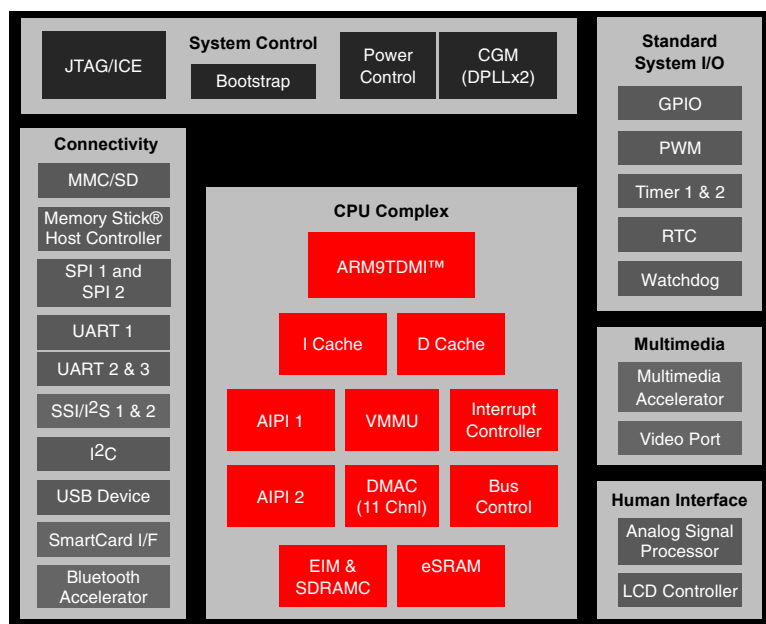 System Control
JTAG/ICE
Bootstrap
Power
Control
CGM
(DPLLx2)
Connectivity
MMC/SD
Memory Stick®
Host Controller
SPI 1 and
SPI 2
UART 1
UART 2 & 3
SSI/I²S 1 & 2
I²C
USB Device
SmartCard I/F
Bluetooth
Accelerator
CPU Complex
ARM9TDMI™
I Cache
D Cache
AIPI 1
VMMU
Interrupt
Controller
AIPI 2
DMAC
(11 Chnl)
Bus
Control
EIM &
SDRAMC
eSRAM
Standard
System I/O
GPIO
PWM
Timer 1 & 2
RTC
Watchdog
Multimedia
Multimedia
Accelerator
Video Port
Human Interface
Analog Signal
Processor
LCD Controller